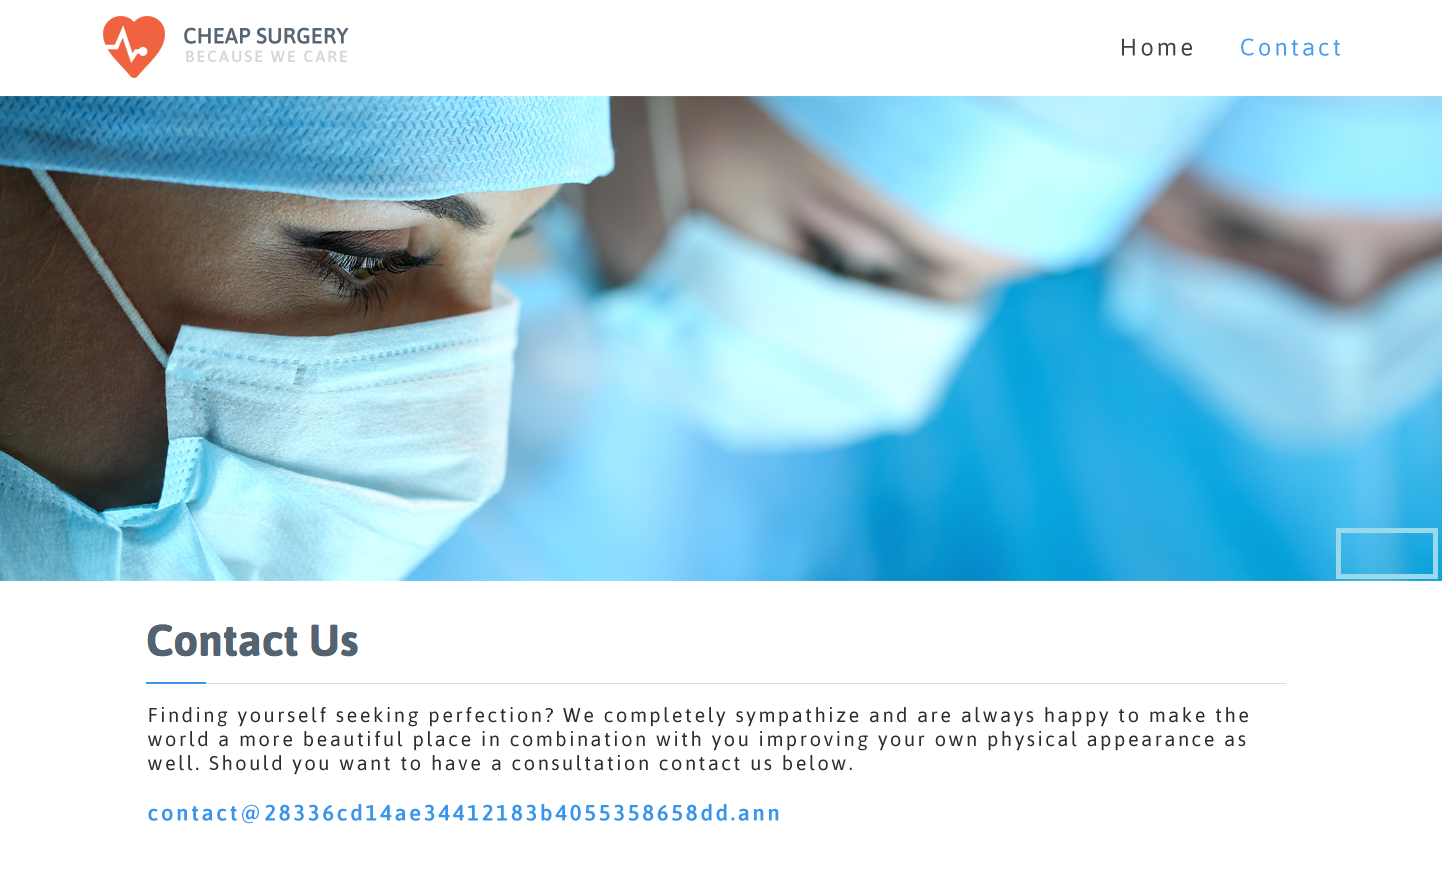 CHEAP SURGERY
BECAUSE WE CARE
Home Contact
Contact Us
Finding yourself seeking perfection? We completely sympathize and are always happy to make the
world a more beautiful place in combination with you improving your own physical appearance as
well. Should you want to have a consultation contact us below.
contact@28336cd14ae34412183b4055358658dd.ann